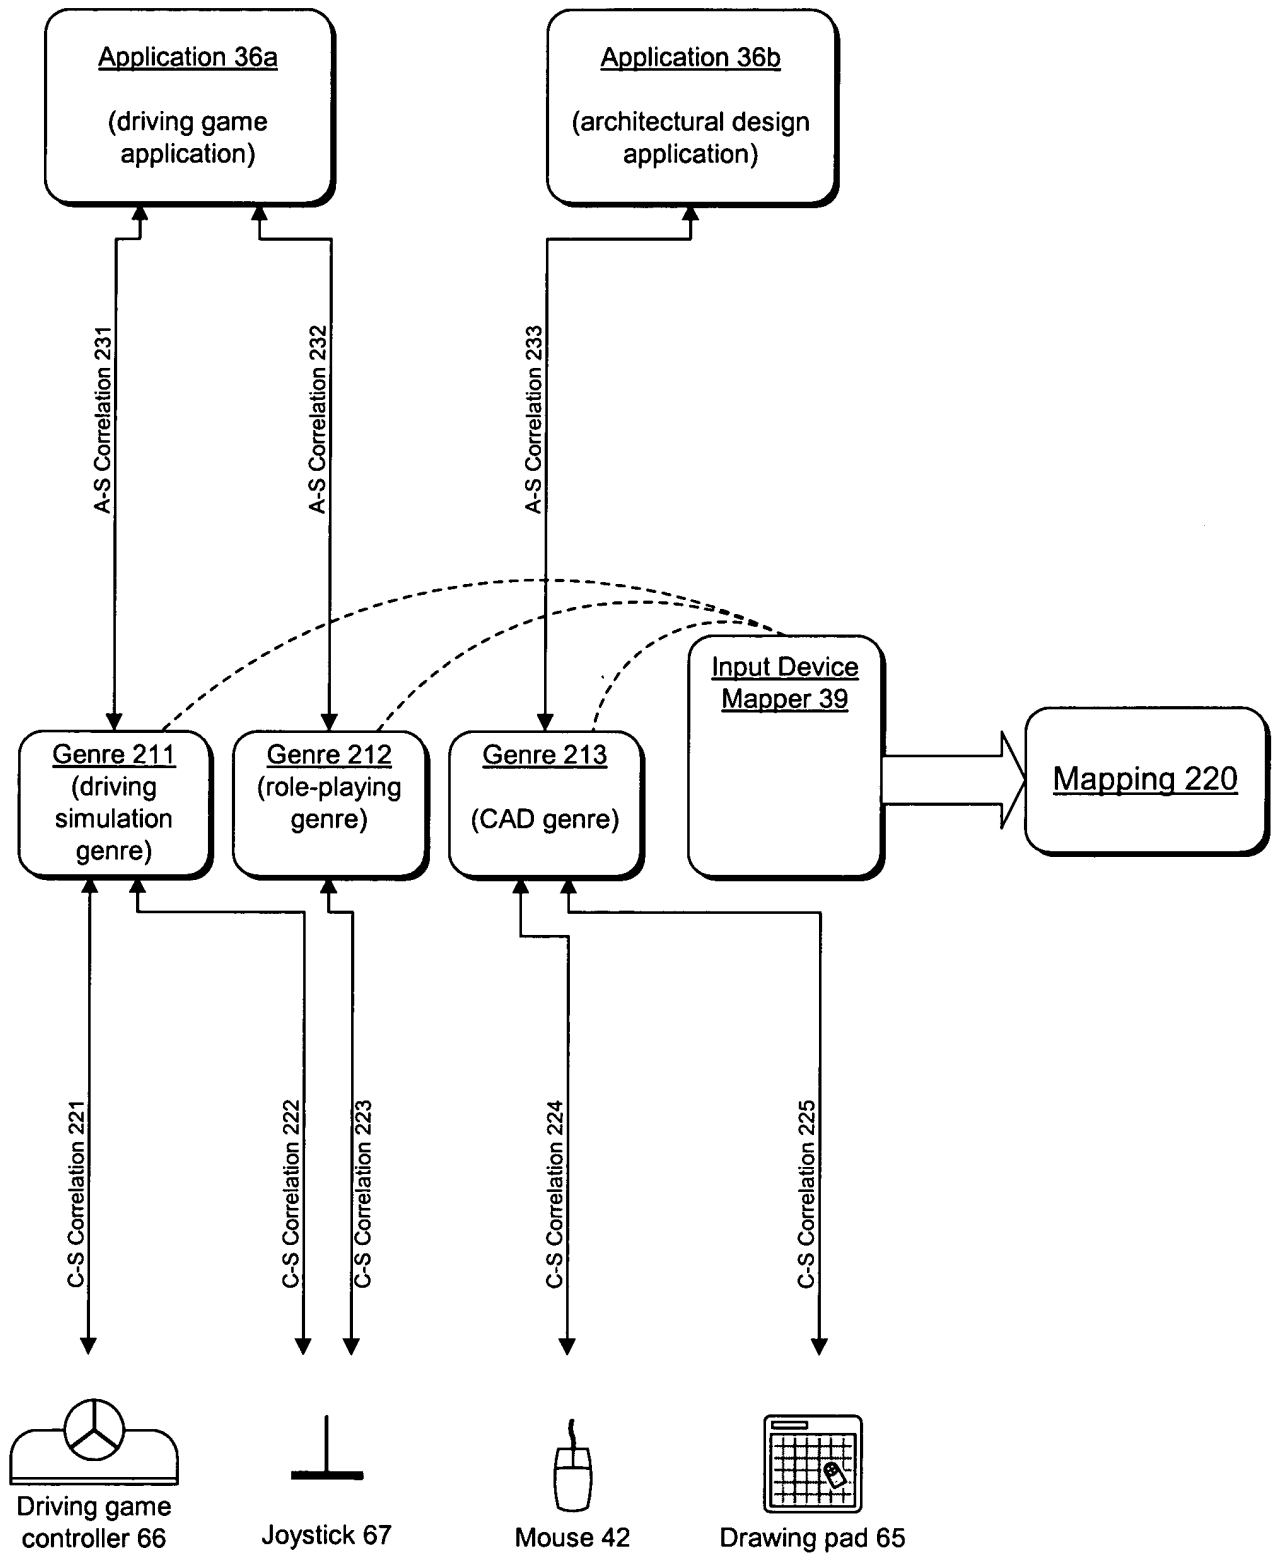 Application 36a
(driving game
application)
Application 36b
(architectural design
application)
A-S Correlation 231
A-S Correlation 232
A-S Correlation 233
Input Device
Mapper 39
Genre 211
(driving
simulation
genre)
Genre 212
(role-playing
genre)
Genre 213
(CAD genre)
Mapping 220
C-S Correlation 221
C-S Correlation 222
C-S Correlation 223
C-S Correlation 224
C-S Correlation 225
Driving game
controller 66
Joystick 67
Mouse 42
Drawing pad 65